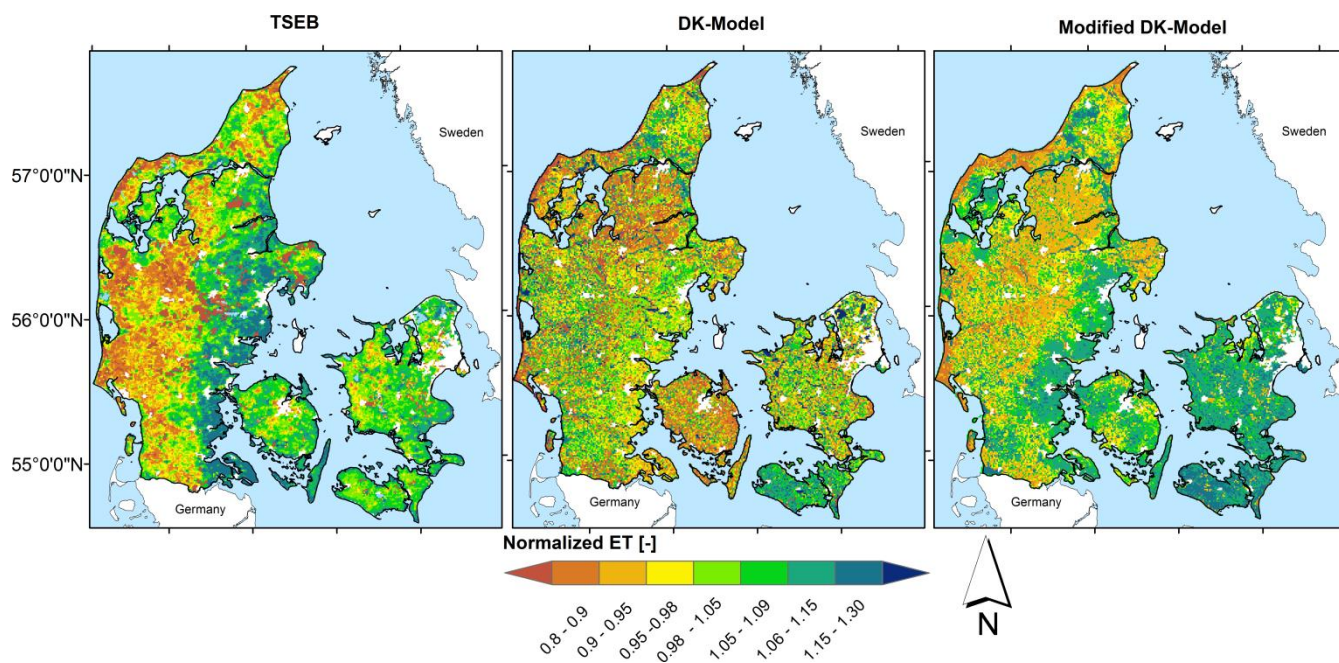 TSEB
DK-Model
Modified DK-Model
Sweden
Sweden
Sweden
57°0'0"N
56°0'0"N
55°0'0"N
Germany
Germany
Germany
Normalized ET [-]
0.8 - 0.9
0.9 - 0.95
0.95 -0.98
0.98 - 1.05
1.05 - 1.09
1.06 - 1.15
1.15 - 1.30
N